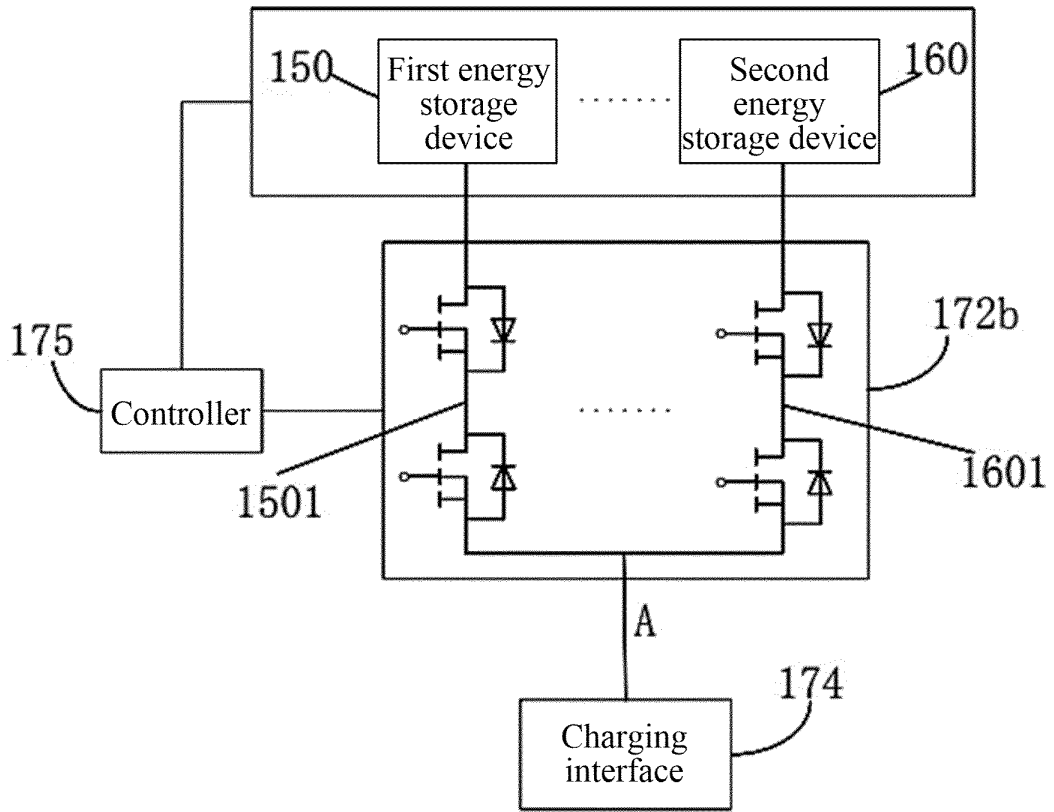 150
First energy
storage
device
Second
energy
storage device
160
175
Controller
172b
1501
1601
A
174
Charging
interface